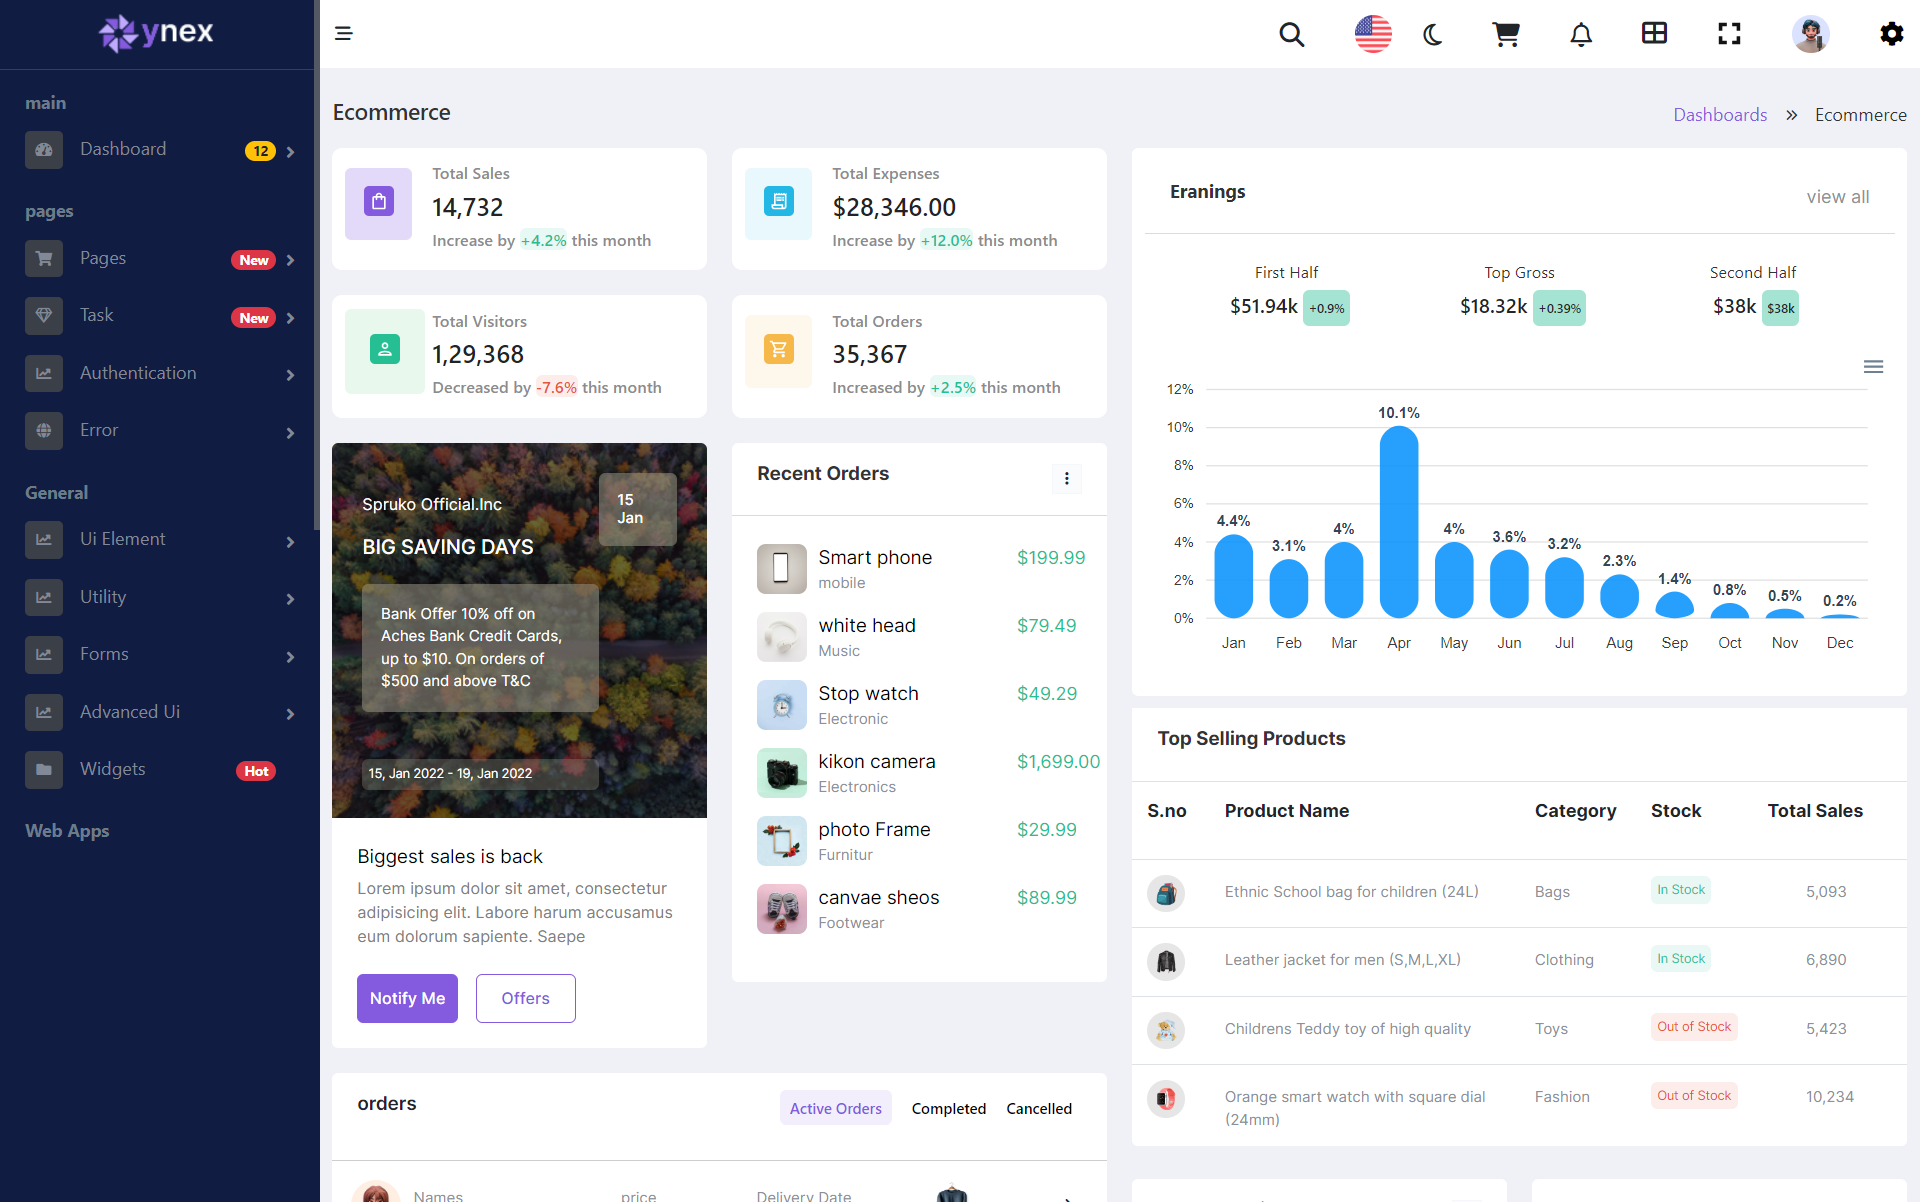 ynex
main
Dashboard 12
pages
Pages New
Task New
Authentication
Error
General
Ui Element
Utility
Forms
Advanced Ui
Widgets Hot
Web Apps
Ecommerce
Dashboards » Ecommerce
Total Sales
14,732
Increase by +4.2% this month
Total Expenses
$28,346.00
Increase by +12.0% this month
Total Visitors
1,29,368
Decreased by -7.6% this month
Total Orders
35,367
Increased by +2.5% this month
Spruko Official.Inc
15
Jan
BIG SAVING DAYS
Bank Offer 10% off on
Aches Bank Credit Cards,
up to $10. On orders of
$500 and above T&C
15, Jan 2022 - 19, Jan 2022
Biggest sales is back
Lorem ipsum dolor sit amet, consectetur
adipisicing elit. Labore harum accusamus
eum dolorum sapiente. Saepe
Notify Me Offers
Recent Orders
Smart phone $199.99
mobile
white head $79.49
Music
Stop watch $49.29
Electronic
kikon camera $1,699.00
Electronics
photo Frame $29.99
Furnitur
canvae sheos $89.99
Footwear
orders
Active Orders Completed Cancelled
Names price Delivery Date
Eranings
view all
First Half Top Gross Second Half
$51.94k +0.9% $18.32k +0.39% $38k $38k
12%
10%
8%
6%
4%
2%
0%
4.4% 3.1% 4% 10.1% 4% 3.6% 3.2% 2.3% 1.4% 0.8% 0.5% 0.2%
Jan Feb Mar Apr May Jun Jul Aug Sep Oct Nov Dec
Top Selling Products
S.no Product Name Category Stock Total Sales
Ethnic School bag for children (24L) Bags In Stock 5,093
Leather jacket for men (S,M,L,XL) Clothing In Stock 6,890
Childrens Teddy toy of high quality Toys Out of Stock 5,423
Orange smart watch with square dial Fashion Out of Stock 10,234
(24mm)